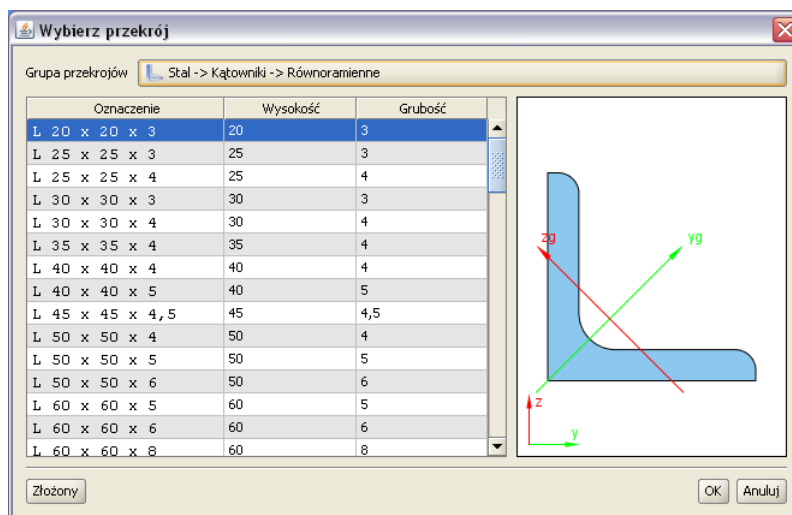 Wybierz przekrój
Grupa przekrojów Stal -> Kątowniki -> Równoramienne
Oznaczenie Wysokość Grubość
L 20 x 20 x 3 20 3
L 25 x 25 x 3 25 3
L 25 x 25 x 4 25 4
L 30 x 30 x 3 30 3
L 30 x 30 x 4 30 4
L 35 x 35 x 4 35 4
L 40 x 40 x 4 40 4
L 40 x 40 x 5 40 5
L 45 x 45 x 4,5 45 4,5
L 50 x 50 x 4 50 4
L 50 x 50 x 5 50 5
L 50 x 50 x 6 50 6
L 60 x 60 x 5 60 5
L 60 x 60 x 6 60 6
L 60 x 60 x 8 60 8
zg yg
z
y
Złożony OK Anuluj